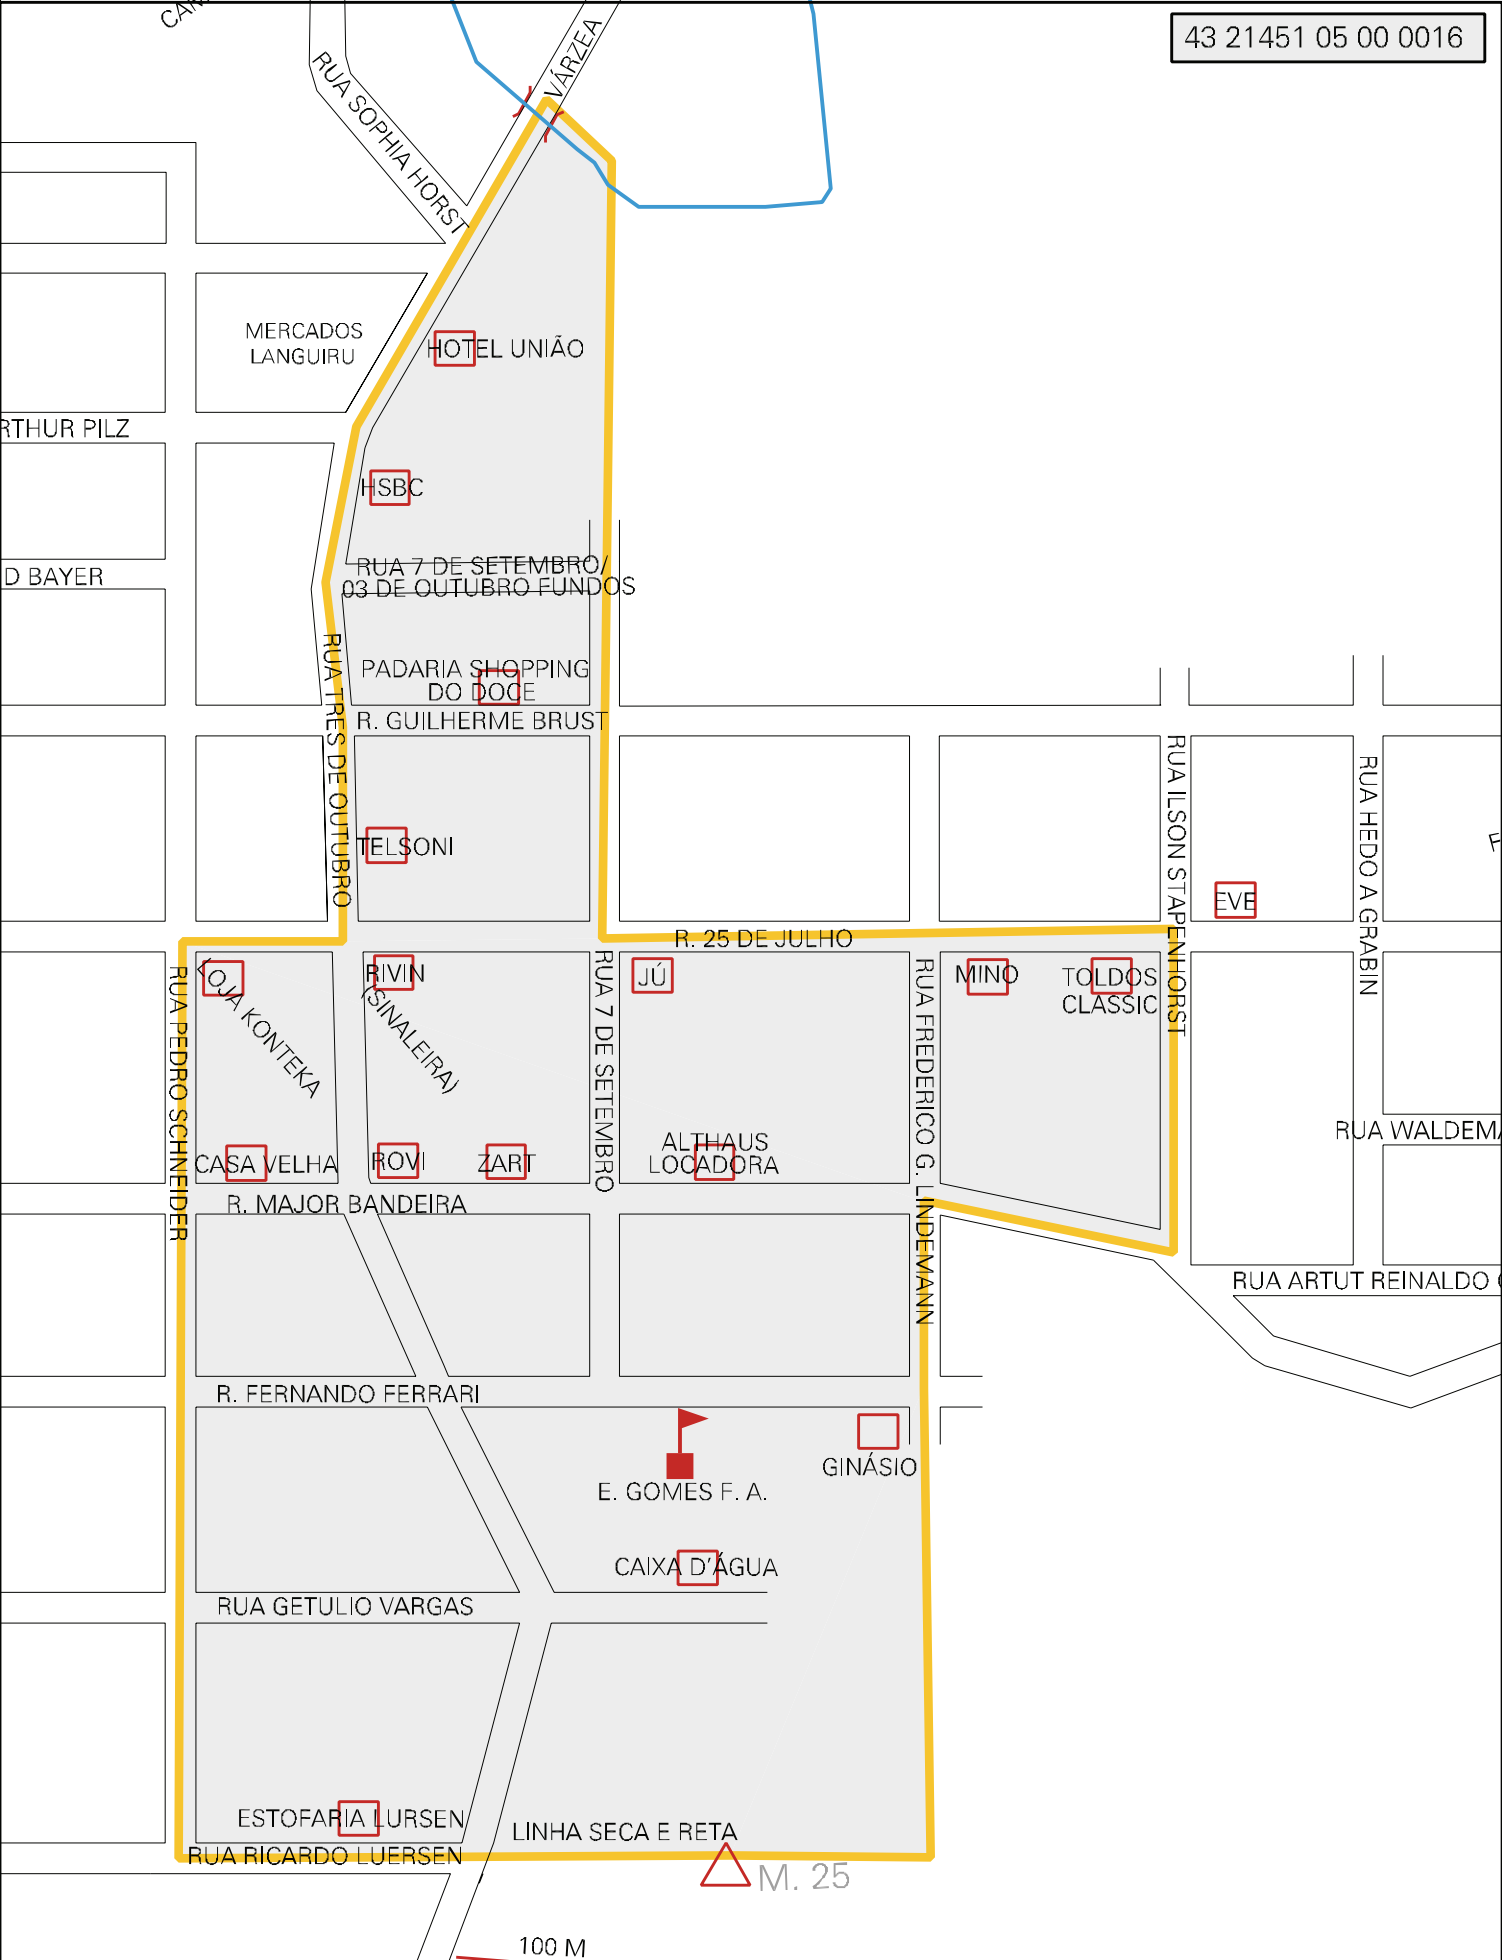 43 21451 05 00 0016
VÁRZEA
RUA SOPHIA HORST
MERCADOS
LANGUIRU
HOTEL UNIÃO
RTHUR PILZ
HSBC
RUA 7 DE SETEMBRO/
03 DE OUTUBRO FUNDOS
D BAYER
RUA TRES DE OUTUBRO
PADARIA SHOPPING
DO DOCE
R. GUILHERME BRUST
RUA ILSON STAPENHORST
RUA HEDO A GRABIN
TELSONI
EVE
R. 25 DE JULHO
LOJA KONTEKA
RIVIN
(SINALEIRA)
JÚ
MINO
TOLDOS
CLASSIC
RUA PEDRO SCHNEIDER
RUA 7 DE SETEMBRO
RUA FREDERICO G. LINDEMANN
RUA WALDEMA
CASA VELHA
ROVI
ZART
ALTHAUS
LOCADORA
R. MAJOR BANDEIRA
RUA ARTUT REINALDO
R. FERNANDO FERRARI
GINÁSIO
E. GOMES F. A.
CAIXA D'ÁGUA
RUA GETULIO VARGAS
ESTOFARIA LURSEN
LINHA SECA E RETA
RUA RICARDO LUERSEN
M. 25
100 M